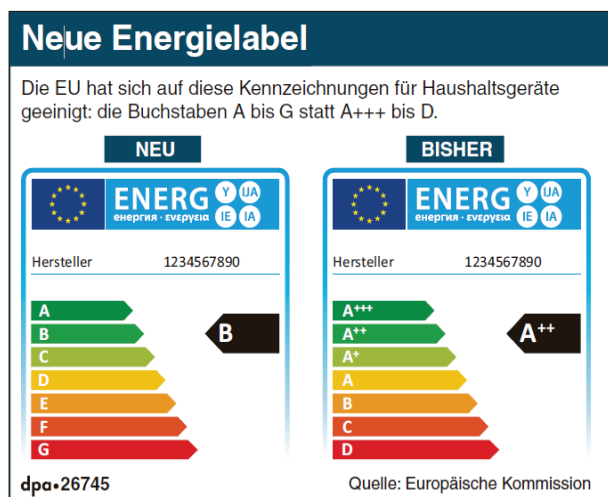 Neue Energielabel
Die EU hat sich auf diese Kennzeichnungen für Haushaltsgeräte
geeinigt: die Buchstaben A bis G statt A+++ bis D.
NEU
ENERG
енергия · ενεργεια
Y
IJA
IE
IA
Hersteller 1234567890
A
B
C
D
E
F
G
B
BISHER
ENERG
енергия · ενεργεια
Y
IJA
IE
IA
Hersteller 1234567890
A+++
A++
A+
A
B
C
D
A++
dpa•26745
Quelle: Europäische Kommission